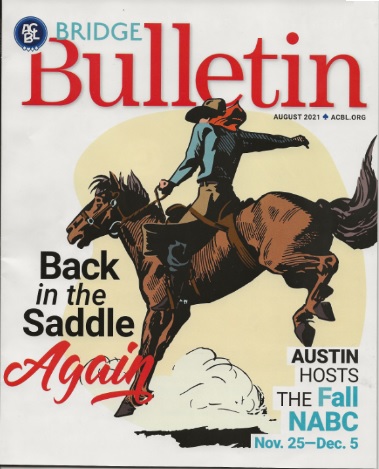 ACBL
BRIDGE
Bulletin
AUGUST 2021 ♣ ACBL.ORG
Back
in the
Saddle
Again
AUSTIN
HOSTS
THE Fall
NABC
Nov. 25—Dec. 5